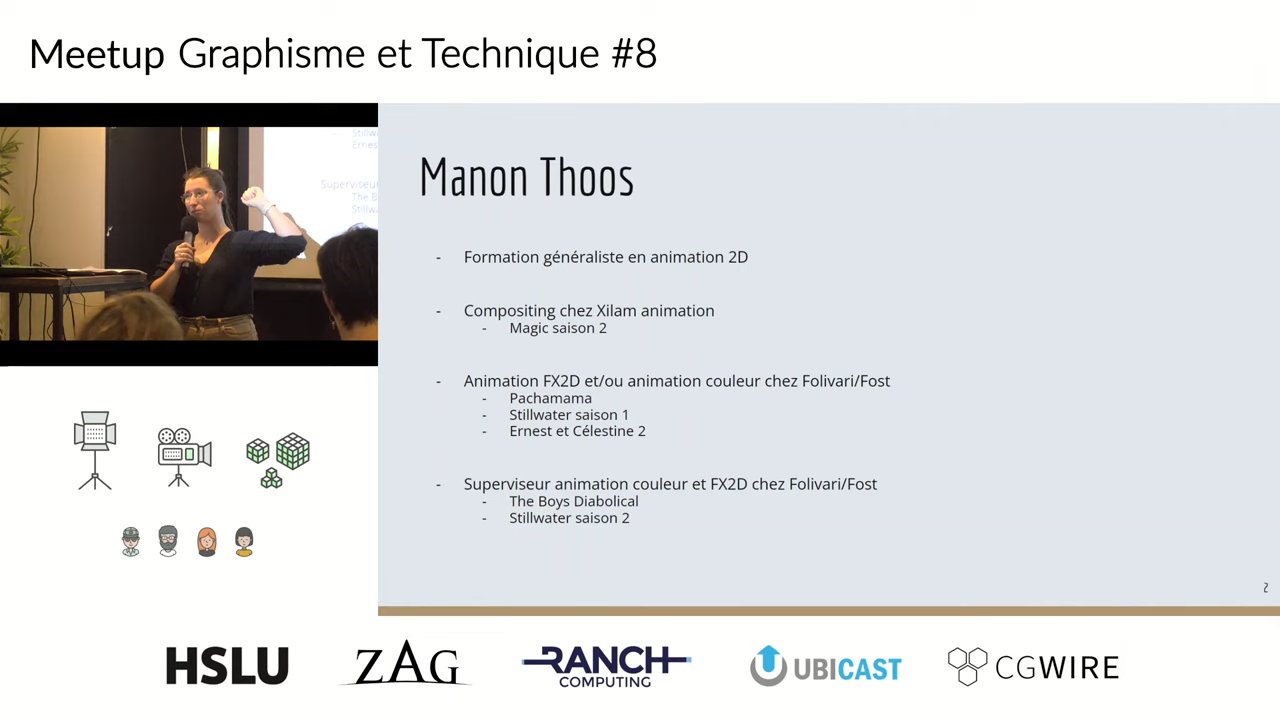 Meetup Graphisme et Technique #8
Manon Thoos
- Formation généraliste en animation 2D
- Compositing chez Xilam animation
- Magic saison 2
- Animation FX2D et/ou animation couleur chez Folivari/Fost
- Pachamama
- Stillwater saison 1
- Ernest et Célestine 2
- Superviseur animation couleur et FX2D chez Folivari/Fost
- The Boys Diabolical
- Stillwater saison 2
2
HSLU
ZAG
RANCH
COMPUTING
UBICAST
CGWIRE